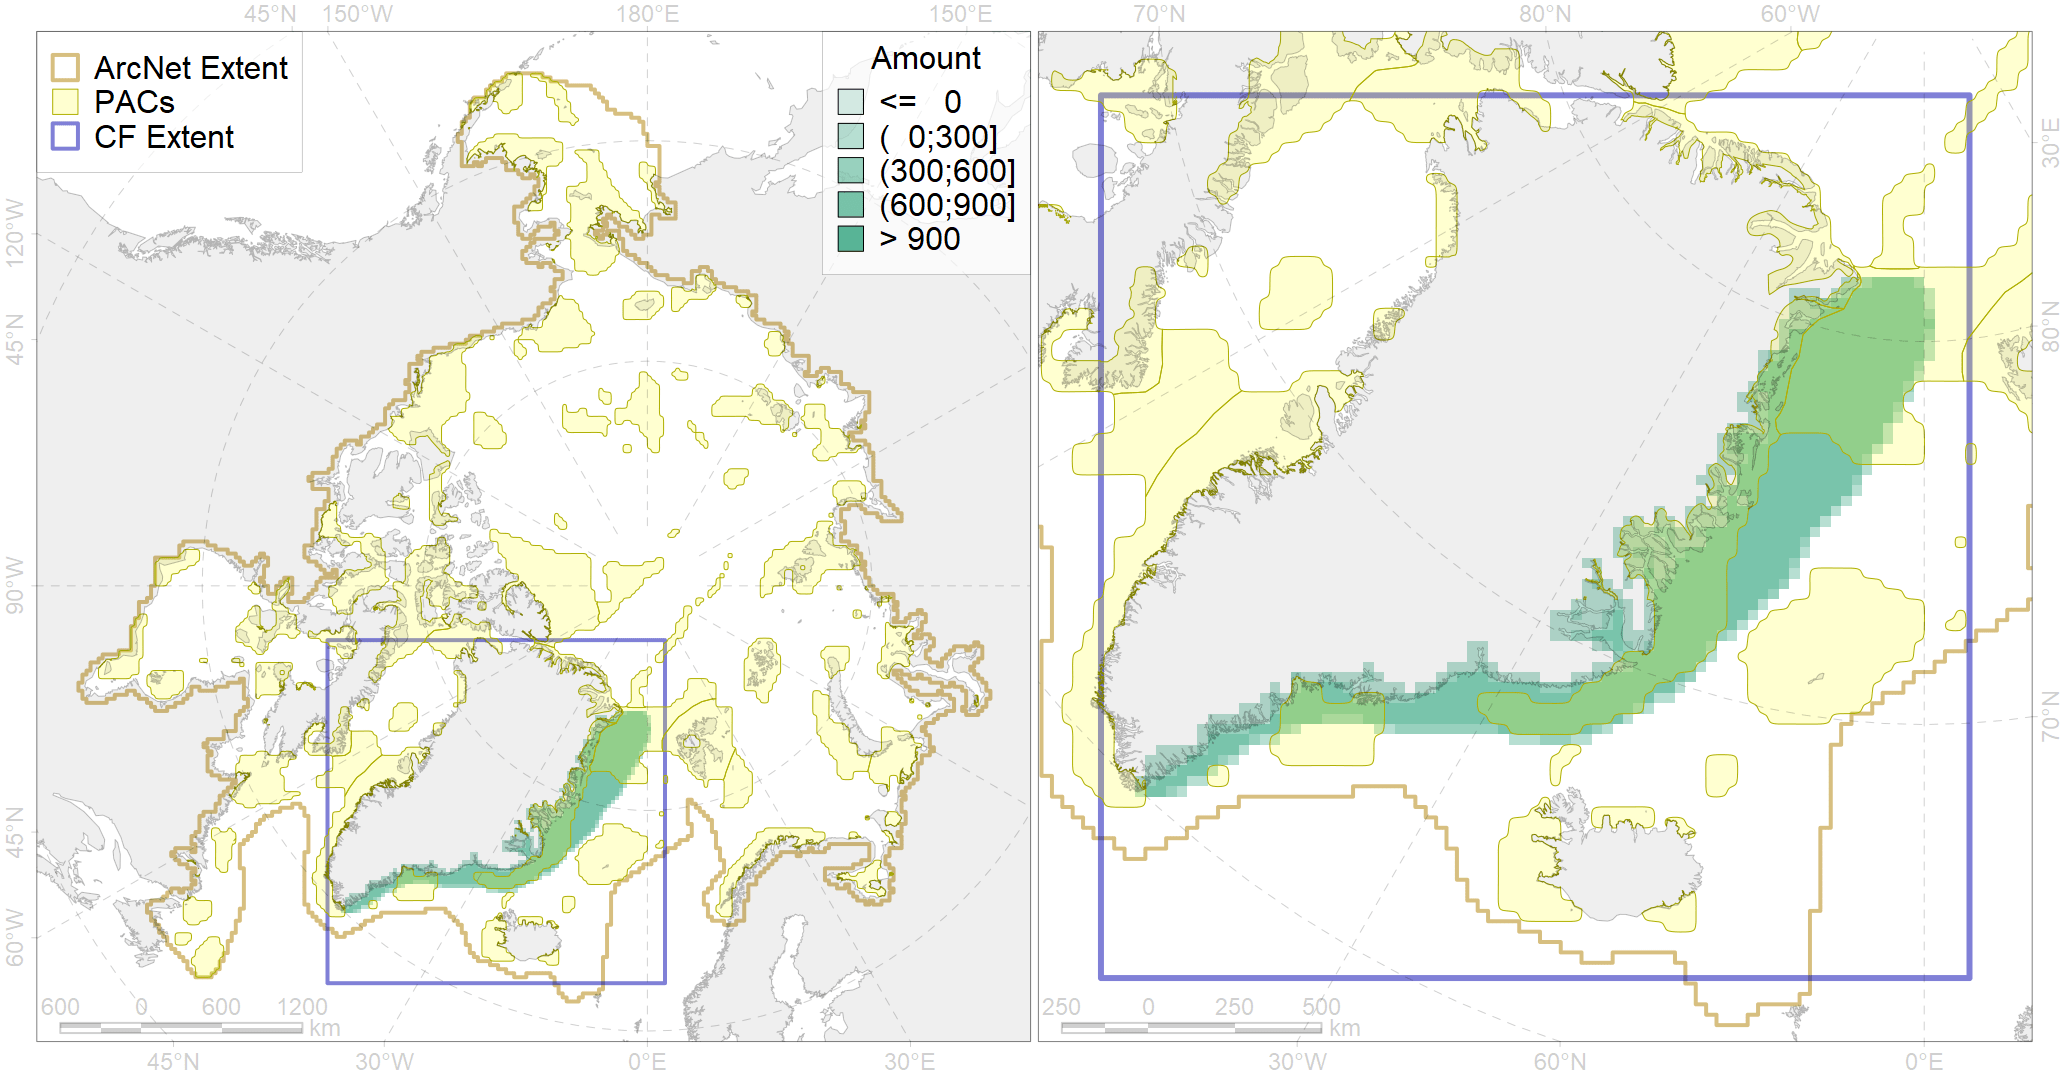 45°N 150°W 180°E 150°E 70°N 80°N 60°W
ArcNet Extent
PACs
CF Extent
Amount
<= 0
( 0;300]
(300;600]
(600;900]
> 900
120°W
45°N
90°W
45°N
60°W
30°E
80°N
70°N
600 0 600 1200
km
250 0 250 500
km
45°N 30°W 0°E 30°E 30°W 60°N 0°E